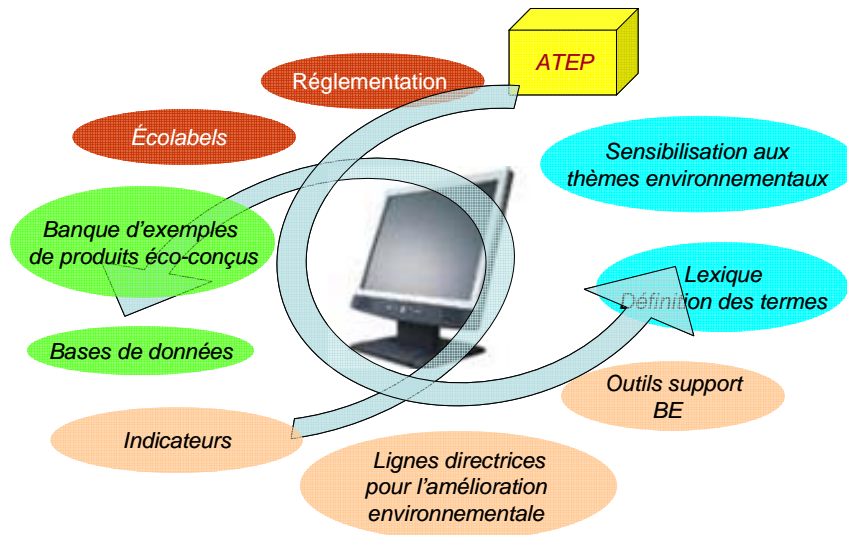 ATEP
Réglementation
Écolabels
Sensibilisation aux
thèmes environnementaux
Banque d'exemples
de produits éco-conçus
Lexique
Définition des termes
Bases de données
Outils support
BE
Indicateurs
Lignes directrices
pour l'amélioration
environnementale